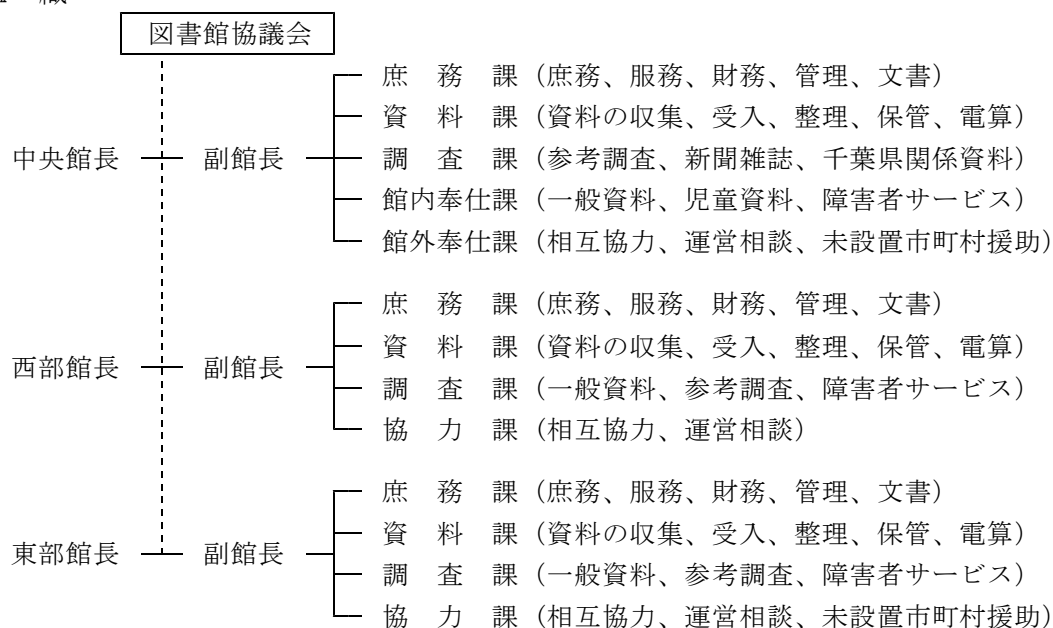 図書館協議会
庶　務　課（庶務、服務、財務、管理、文書）
資　料　課（資料の収集、受入、整理、保管、電算）
中央館長　副館長　調　査　課（参考調査、新聞雑誌、千葉県関係資料）
館内奉仕課（一般資料、児童資料、障害者サービス）
館外奉仕課（相互協力、運営相談、未設置市町村援助）
庶　務　課（庶務、服務、財務、管理、文書）
資　料　課（資料の収集、受入、整理、保管、電算）
西部館長　副館長
調　査　課（一般資料、参考調査、障害者サービス）
協　力　課（相互協力、運営相談）
庶　務　課（庶務、服務、財務、管理、文書）
資　料　課（資料の収集、受入、整理、保管、電算）
東部館長　副館長
調　査　課（一般資料、参考調査、障害者サービス）
協　力　課（相互協力、運営相談、未設置市町村援助）